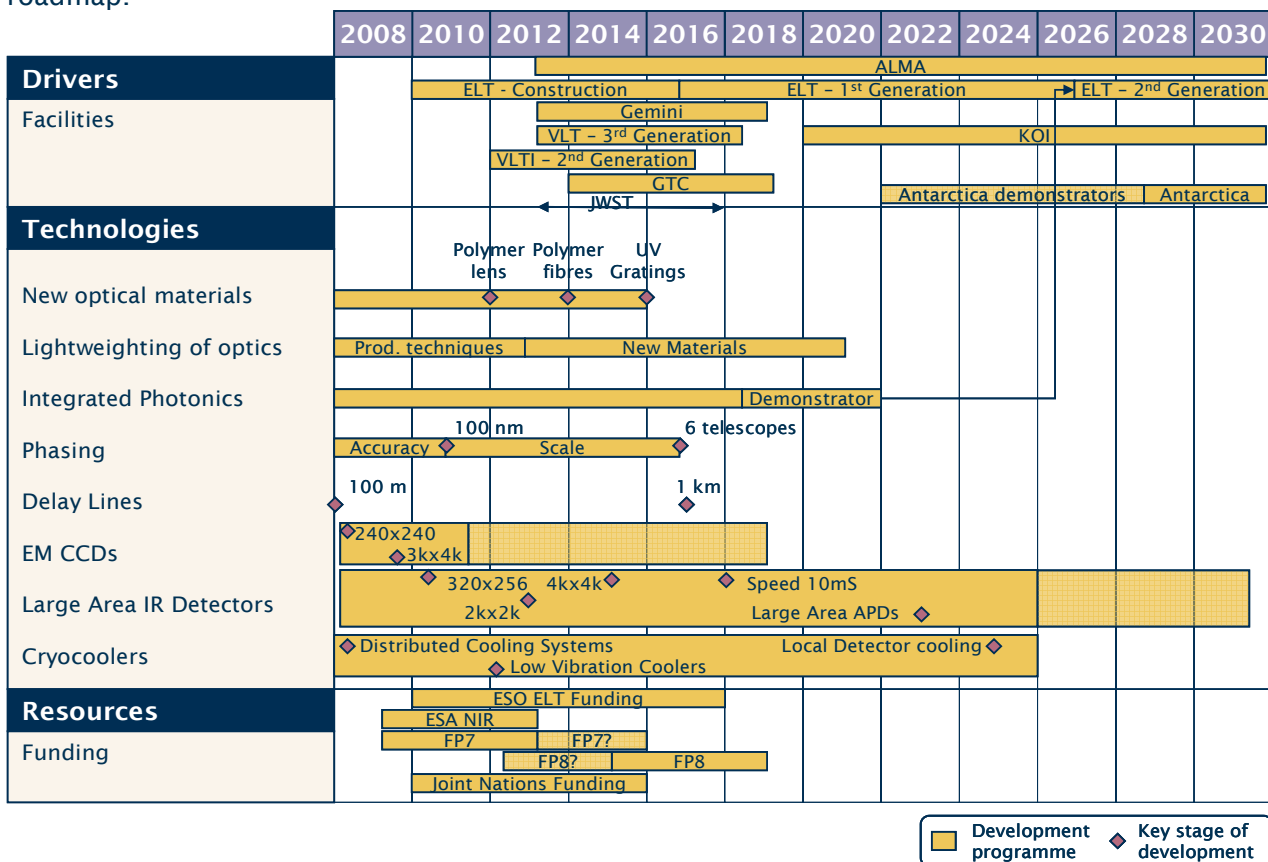 roadmap.
2008 2010 2012 2014 2016 2018 2020 2022 2024 2026 2028 2030
Drivers
ALMA
ELT - Construction ELT – 1st Generation ELT – 2nd Generation
Facilities
Gemini
VLT – 3rd Generation KOI
VLTI – 2nd Generation
GTC
Antarctica demonstrators Antarctica
JWST
Technologies
Polymer lens Polymer fibres UV Gratings
New optical materials
Lightweighting of optics Prod. techniques New Materials
Integrated Photonics Demonstrator
100 nm 6 telescopes
Phasing Accuracy Scale
100 m 1 km
Delay Lines
240x240
EM CCDs 3kx4k
320x256 4kx4k Speed 10mS
Large Area IR Detectors 2kx2k Large Area APDs
Distributed Cooling Systems Local Detector cooling
Cryocoolers Low Vibration Coolers
ESO ELT Funding
Resources
ESA NIR
FP7 FP7?
Funding
FP8? FP8
Joint Nations Funding
Development programme
Key stage of development